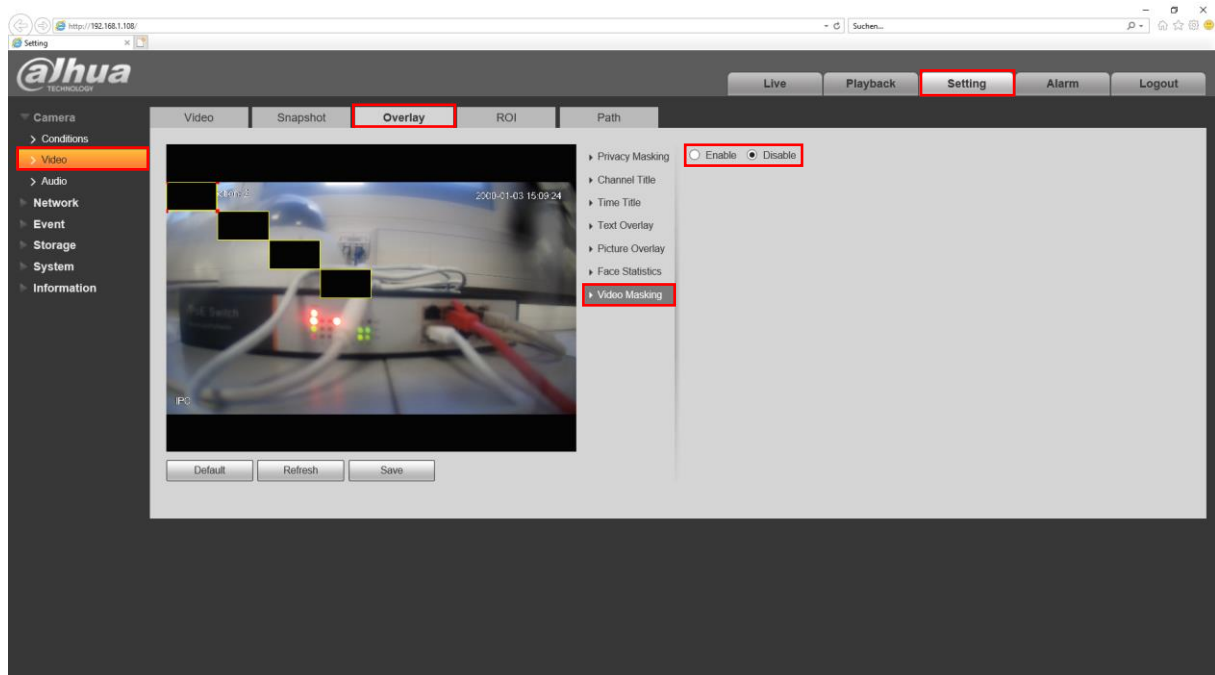 http://192.168.1.108/
Suchen...
Setting
alhua
TECHNOLOGY
Live
Playback
Setting
Alarm
Logout
Camera
Conditions
Video
Audio
Network
Event
Storage
System
Information
Video
Snapshot
Overlay
ROI
Path
2000-01-03 15:09:24
PoE Switch
IPC
Privacy Masking
Channel Title
Time Title
Text Overlay
Picture Overlay
Face Statistics
Video Masking
Enable
Disable
Default
Refresh
Save